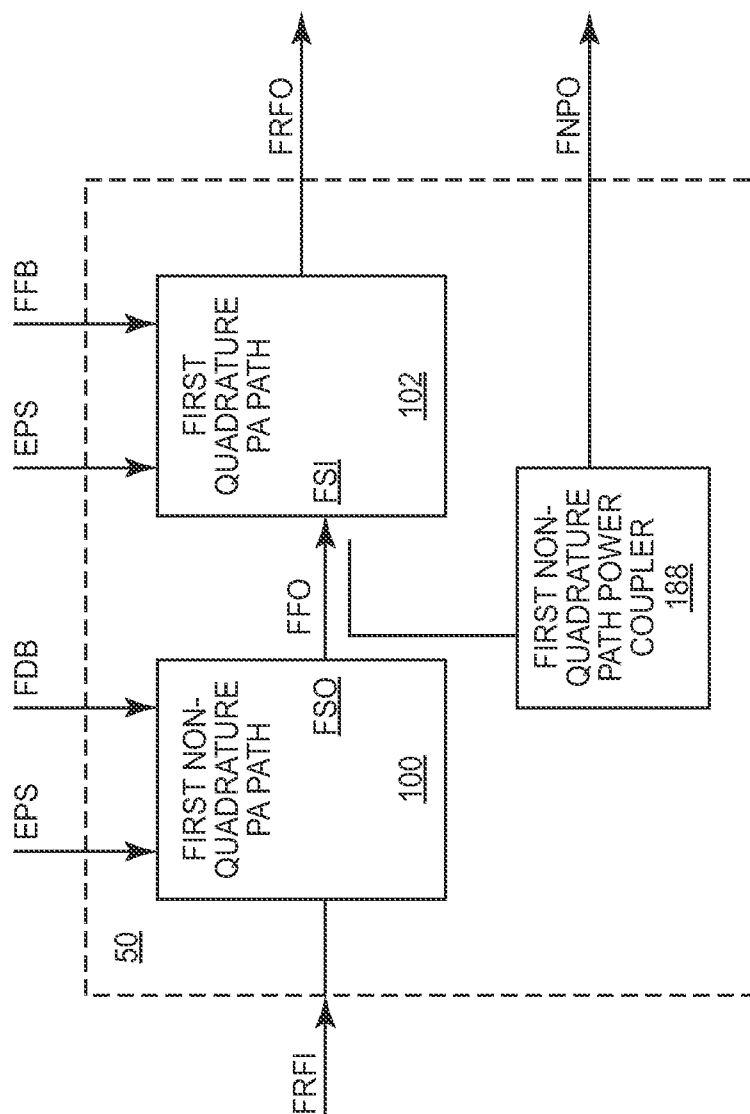 EPS
FDB
EPS
FFB
50
FRFI
FIRST NON-
QUADRATURE
PA PATH
FSO
100
FFO
FIRST
QUADRATURE
PA PATH
FSI
102
FRFO
FIRST NON-
QUADRATURE
PATH POWER
COUPLER
188
FNPO